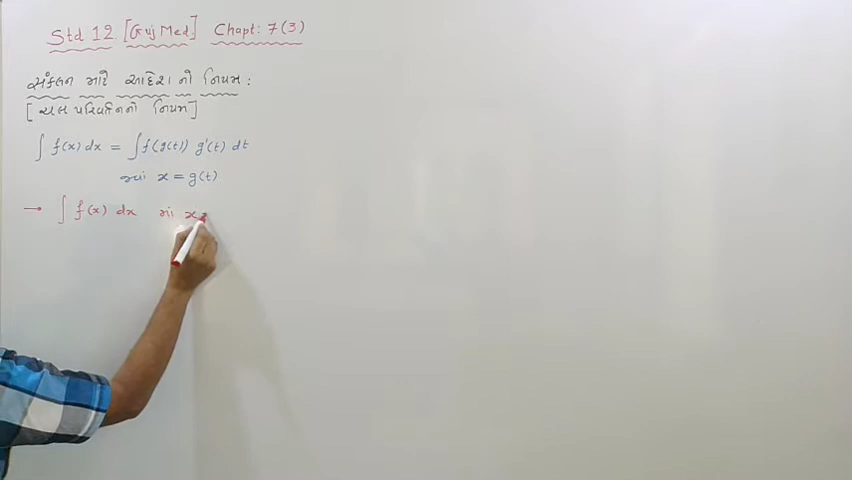 Std 12 [Guj Med.] Chapt: 7(3)
સંકલન માટે આદેશ નો નિયમ :
[ ચલ પરિવર્તનનો નિયમ ]
∫ f(x) dx = ∫ f(g(t)) g'(t) dt
જ્યાં x = g(t)
→ ∫ f(x) dx માં x =